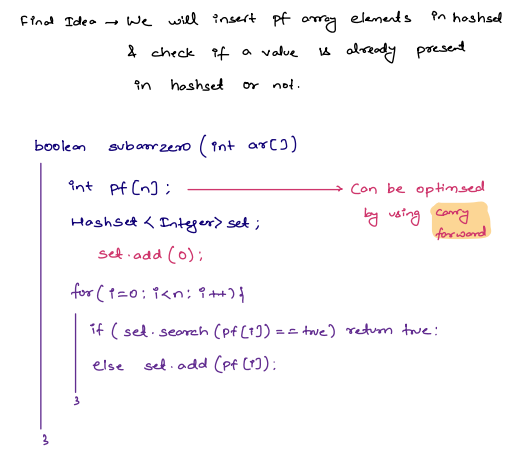 Final Idea → We will insert pf array elements in hashset
& check if a value is already present
in hashset or not.
boolean subarrzero (int ar[])
int pf[n]; → Can be optimsed
by using carry
forward
Hashset < Integer> set;
set.add(0);
for(i=0; i<n; i++){
if ( set.search (pf[i]) == true) return true;
else set.add (pf[i]);
}
}